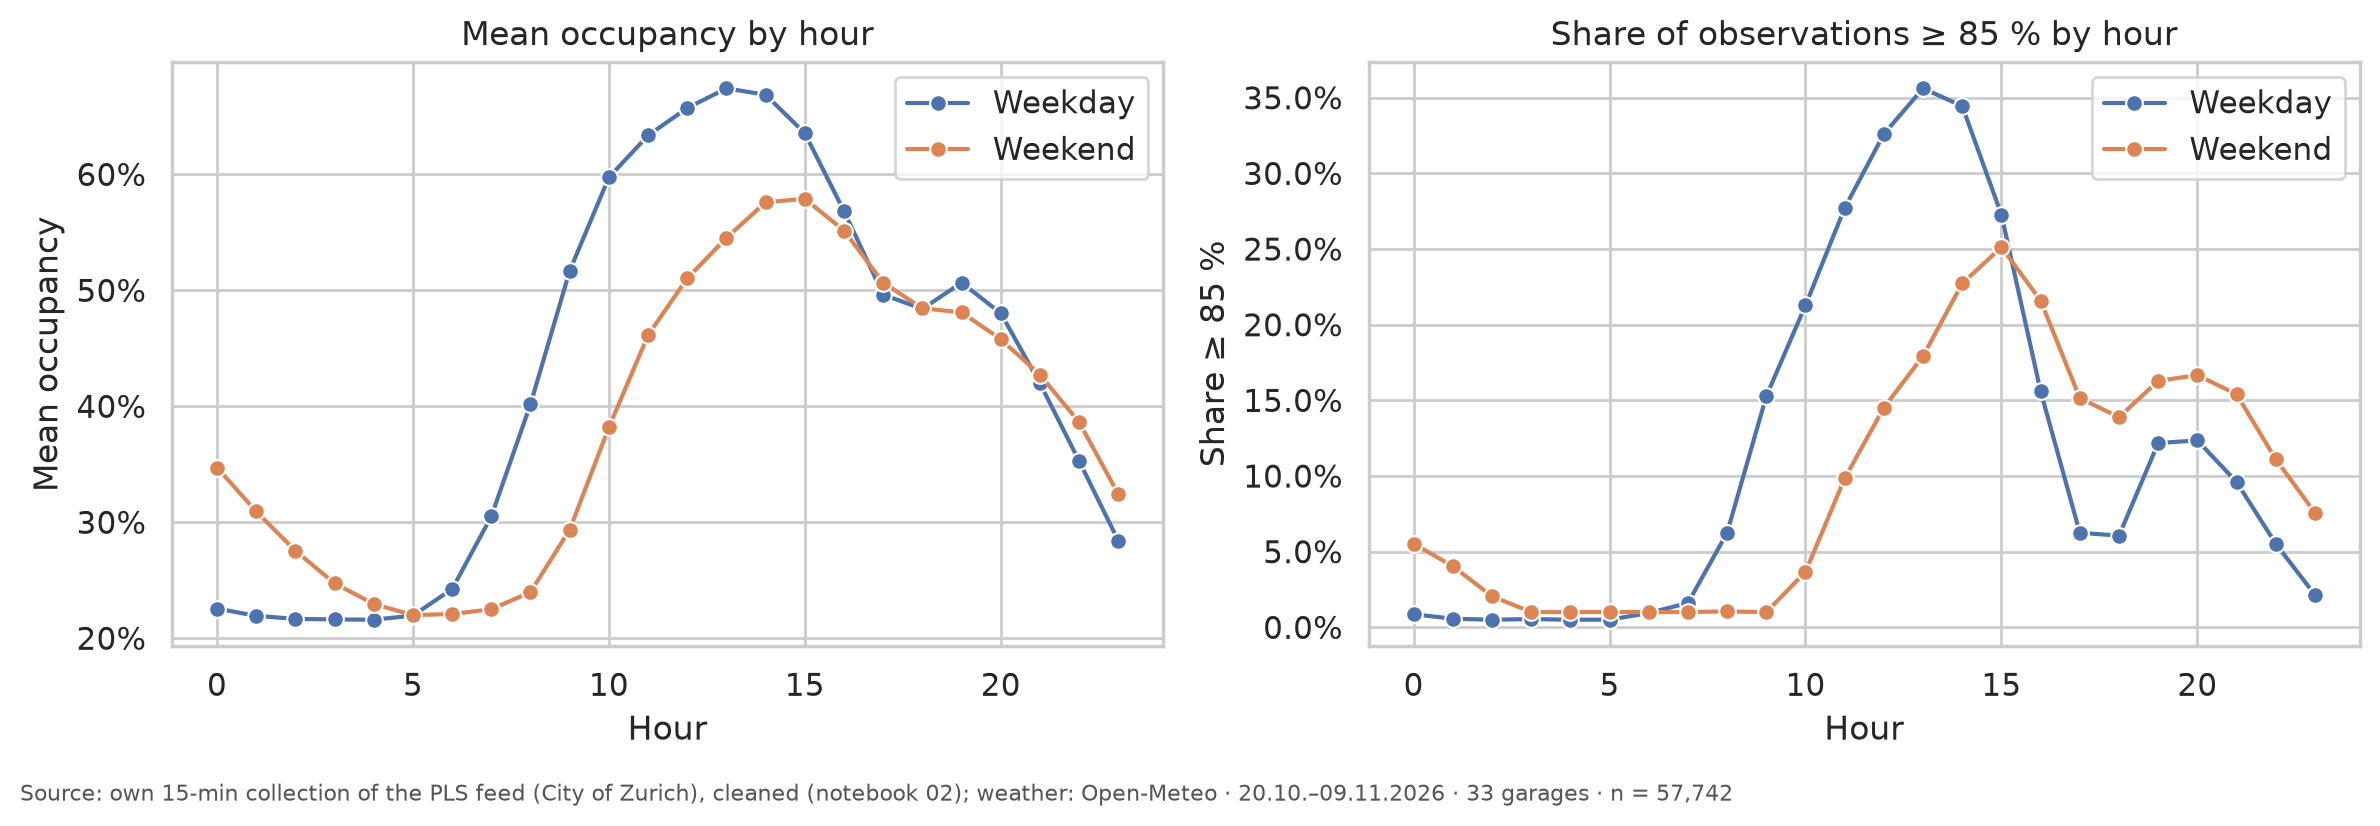 Mean occupancy by hour
Mean occupancy
60%
50%
40%
30%
20%
0
5
10
15
20
Hour
Weekday
Weekend
Share of observations ≥ 85 % by hour
Share ≥ 85 %
35.0%
30.0%
25.0%
20.0%
15.0%
10.0%
5.0%
0.0%
0
5
10
15
20
Hour
Weekday
Weekend
Source: own 15-min collection of the PLS feed (City of Zurich), cleaned (notebook 02); weather: Open-Meteo · 20.10.–09.11.2026 · 33 garages · n = 57,742